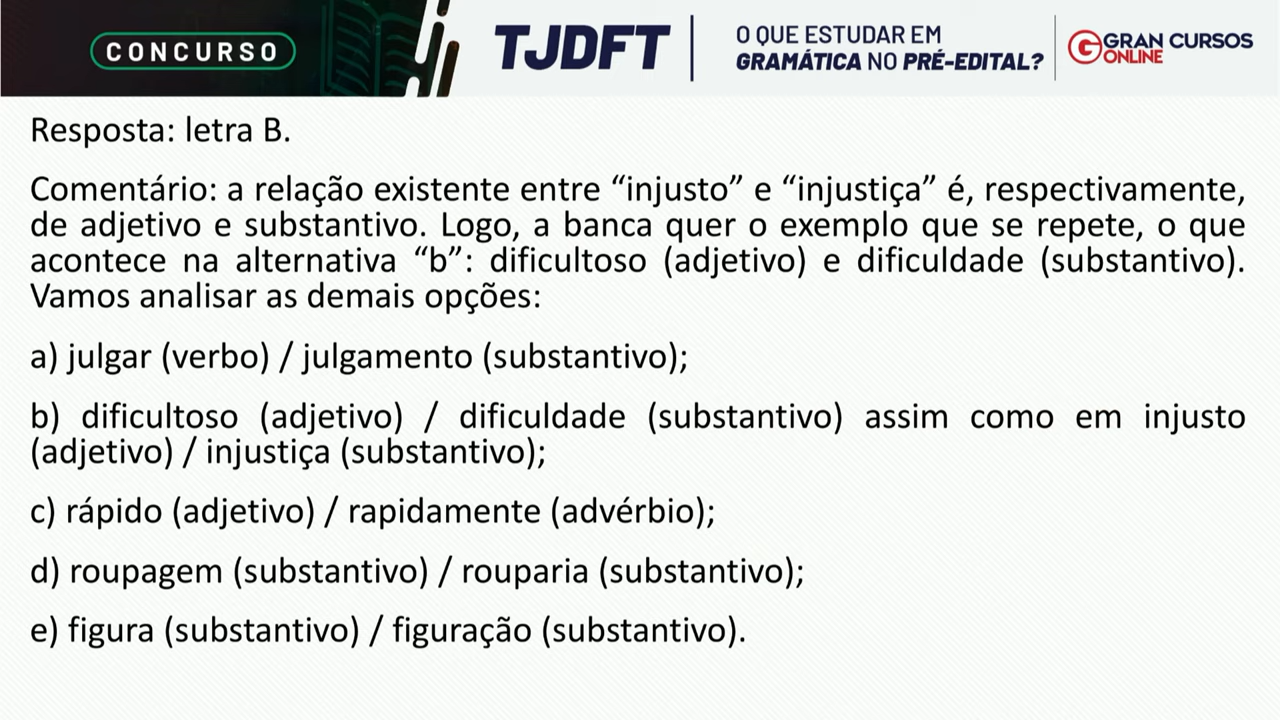 CONCURSO
TJDFT
O QUE ESTUDAR EM
GRAMÁTICA NO PRÉ-EDITAL?
G GRAN CURSOS
ONLINE
Resposta: letra B.
Comentário: a relação existente entre “injusto” e “injustiça” é, respectivamente,
de adjetivo e substantivo. Logo, a banca quer o exemplo que se repete, o que
acontece na alternativa “b”: dificultoso (adjetivo) e dificuldade (substantivo).
Vamos analisar as demais opções:
a) julgar (verbo) / julgamento (substantivo);
b) dificultoso (adjetivo) / dificuldade (substantivo) assim como em injusto
(adjetivo) / injustiça (substantivo);
c) rápido (adjetivo) / rapidamente (advérbio);
d) roupagem (substantivo) / rouparia (substantivo);
e) figura (substantivo) / figuração (substantivo).